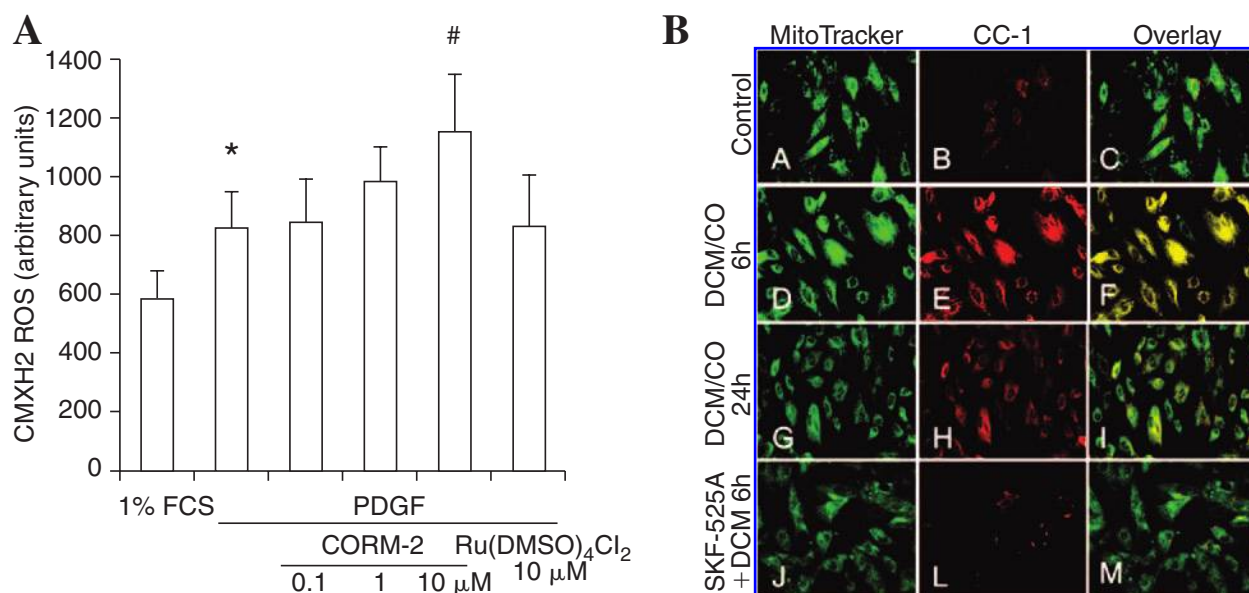 A
#
1400
1200
*
1000
800
600
400
200
0
CMXH2 ROS (arbitrary units)
1% FCS
PDGF
CORM-2
Ru(DMSO)₄Cl₂
0.1
1
10 μM
10 μM
B
MitoTracker
CC-1
Overlay
Control
A
B
C
DCM/CO
6h
D
E
F
DCM/CO
24h
G
H
I
SKF-525A
+DCM 6h
J
L
M